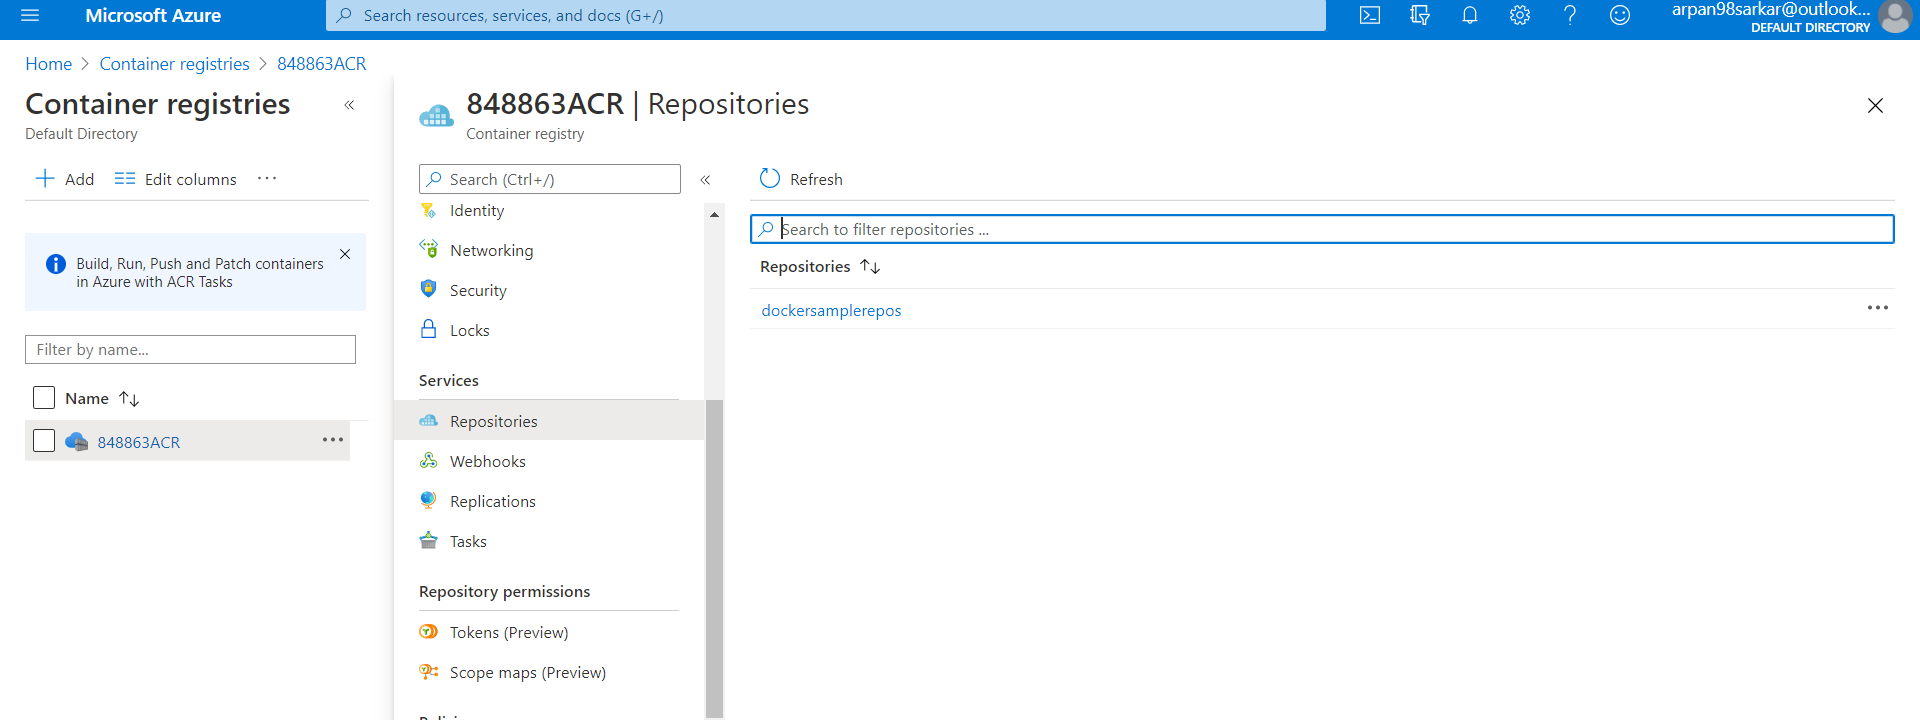 Microsoft Azure
Search resources, services, and docs (G+/)
arpan98sarkar@outlook...
DEFAULT DIRECTORY
Home > Container registries > 848863ACR
Container registries
Default Directory
Add
Edit columns
Build, Run, Push and Patch containers
in Azure with ACR Tasks
Filter by name...
Name
848863ACR
848863ACR | Repositories
Container registry
Search (Ctrl+/)
Identity
Networking
Security
Locks
Services
Repositories
Webhooks
Replications
Tasks
Repository permissions
Tokens (Preview)
Scope maps (Preview)
Refresh
Search to filter repositories ...
Repositories
dockersamplerepos